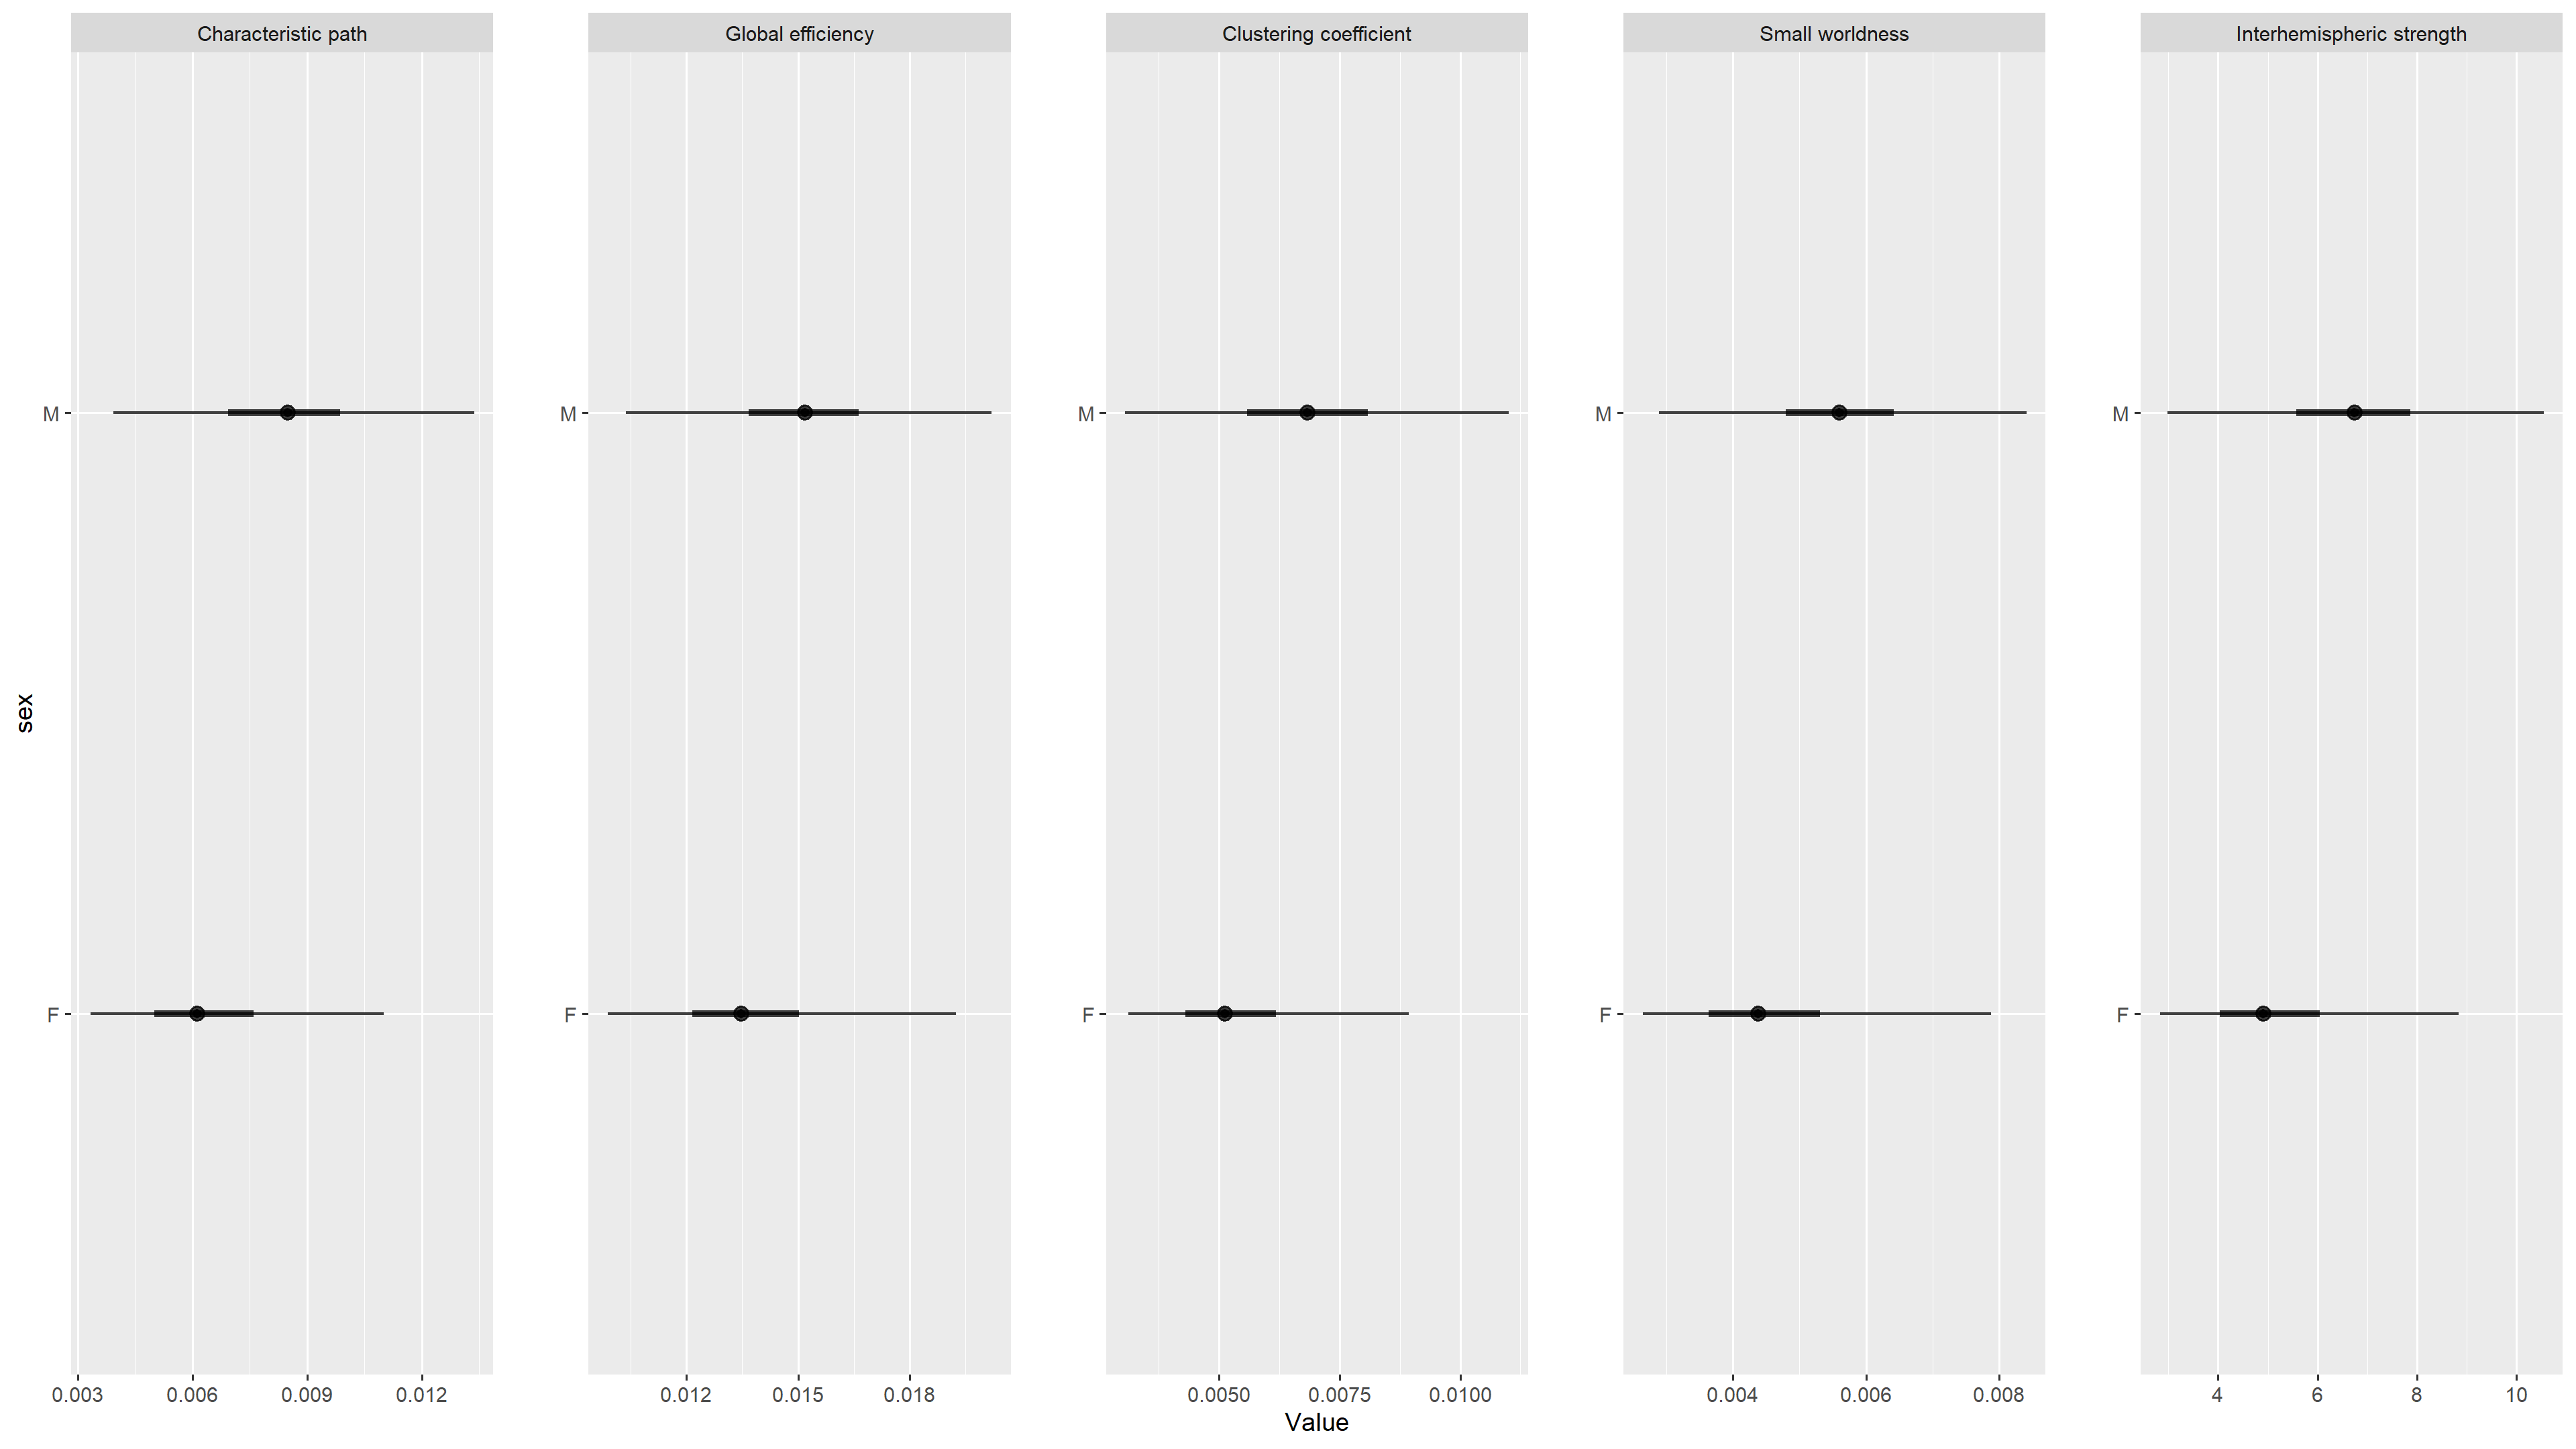 Characteristic path
Global efficiency
Clustering coefficient
Small worldness
Interhemispheric strength
sex
M
M
M
M
M
F
F
F
F
F
0.003 0.006 0.009 0.012
0.012 0.015 0.018
0.0050 0.0075 0.0100
0.004 0.006 0.008
4 6 8 10
Value